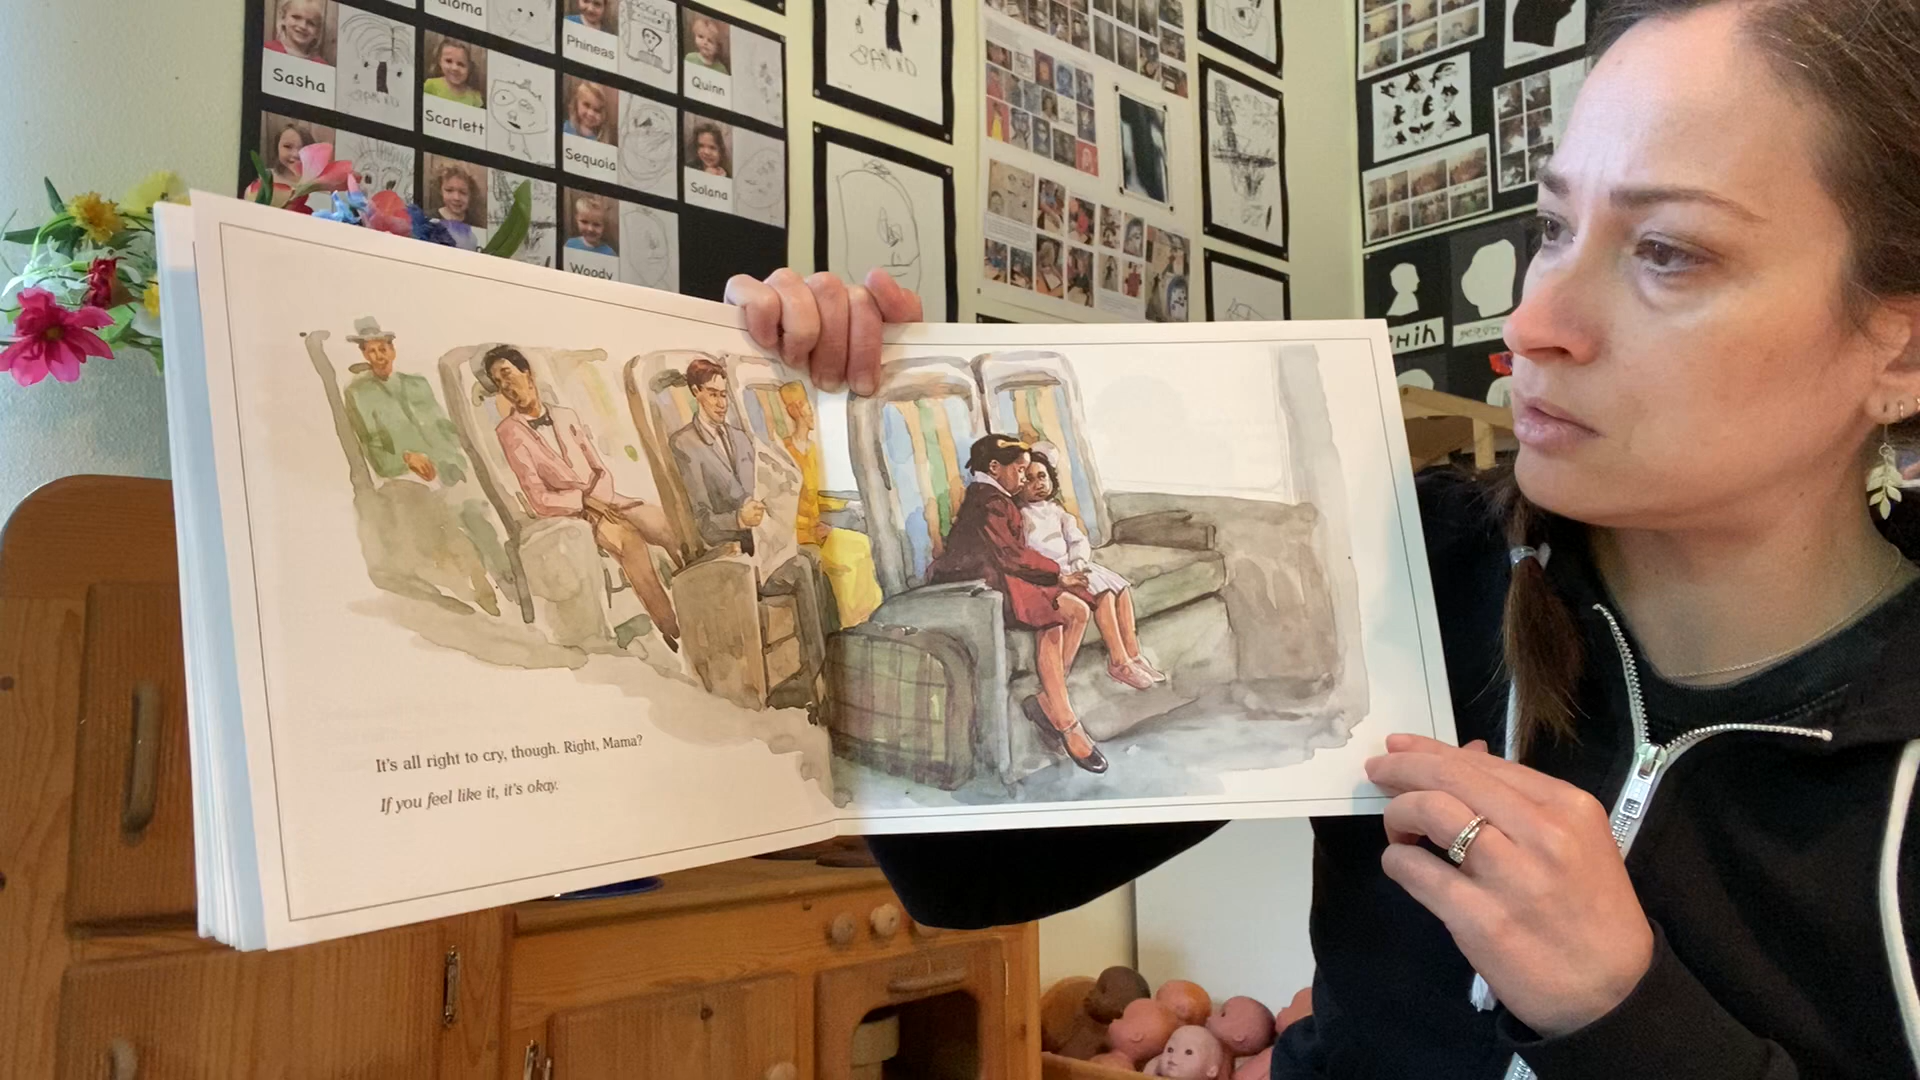 Sasha
Scarlett
Phineas
Quinn
Sequoia
Solana
Woody
It's all right to cry, though. Right, Mama?
If you feel like it, it's okay.